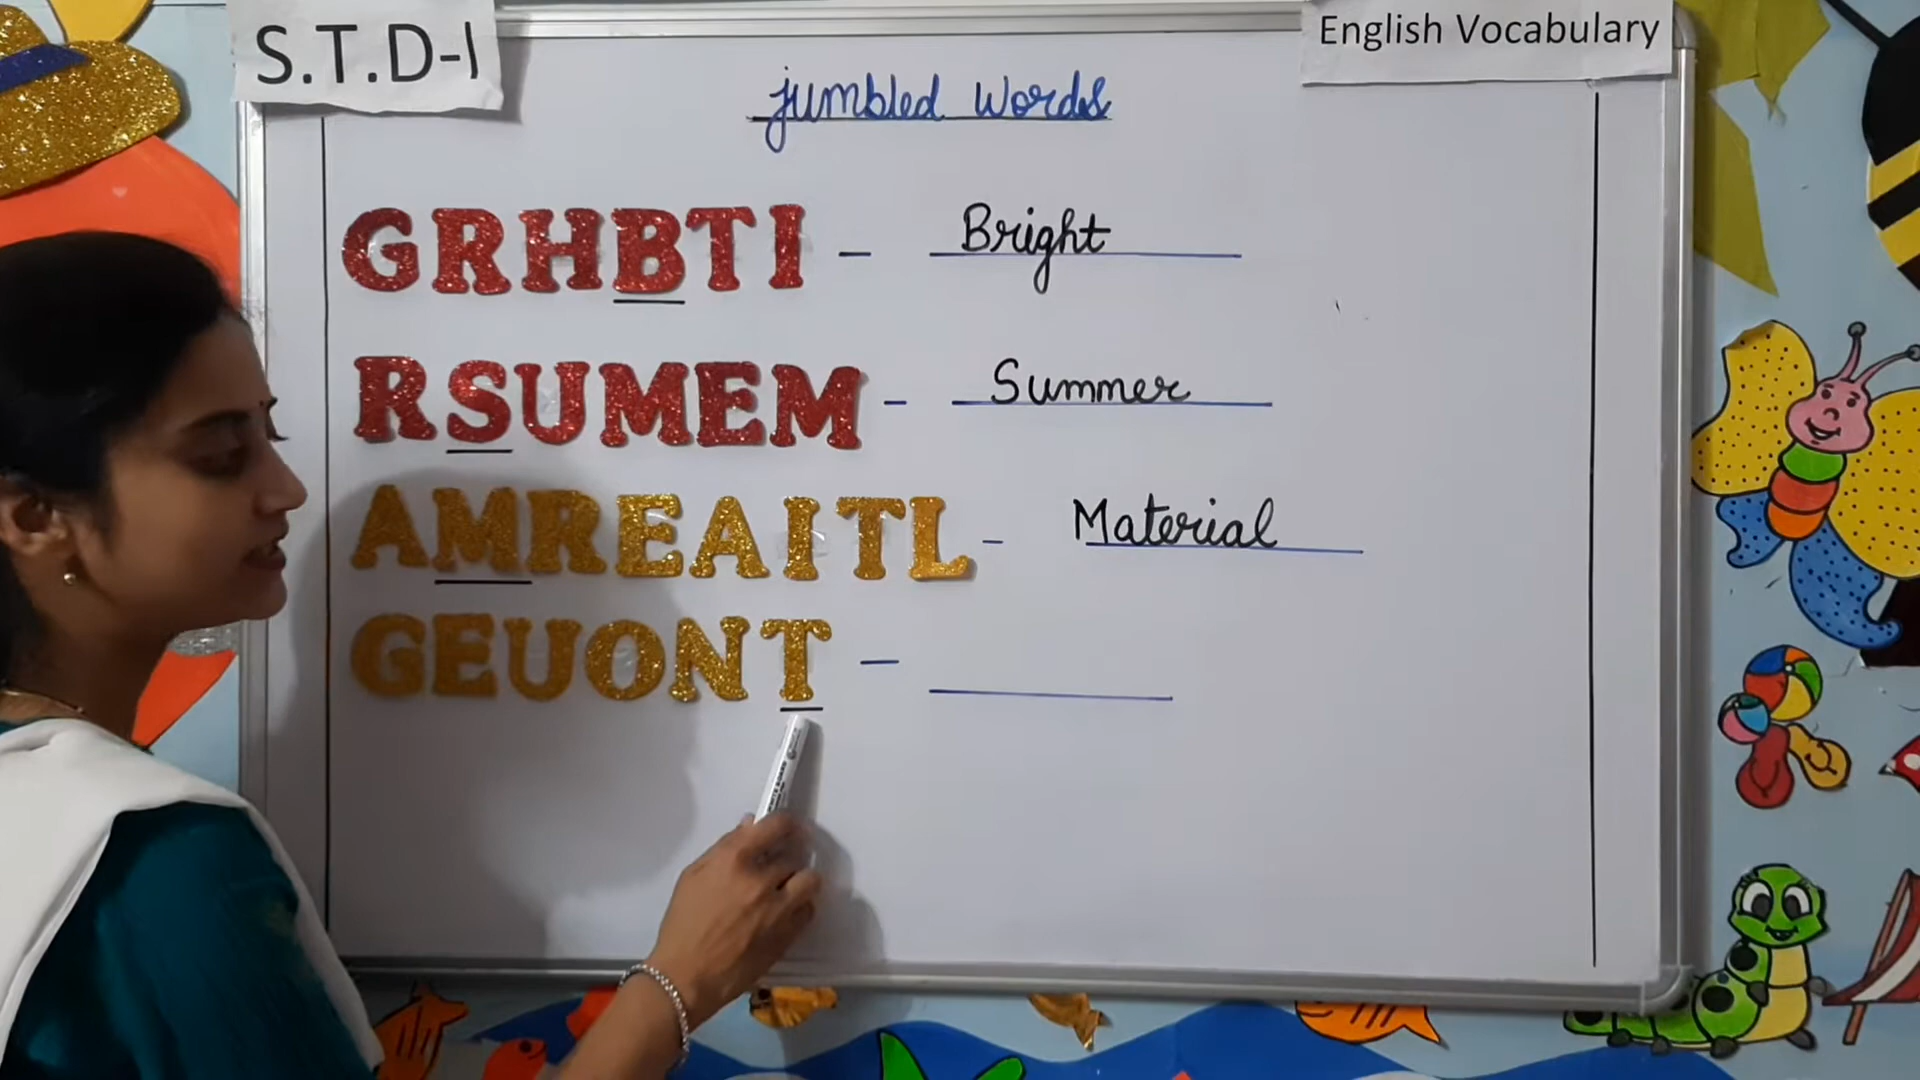 S.T.D-I
English Vocabulary
jumbled words
GRHBTI - Bright
RSUMEM - Summer
AMREAITL - Material
GEUONT -